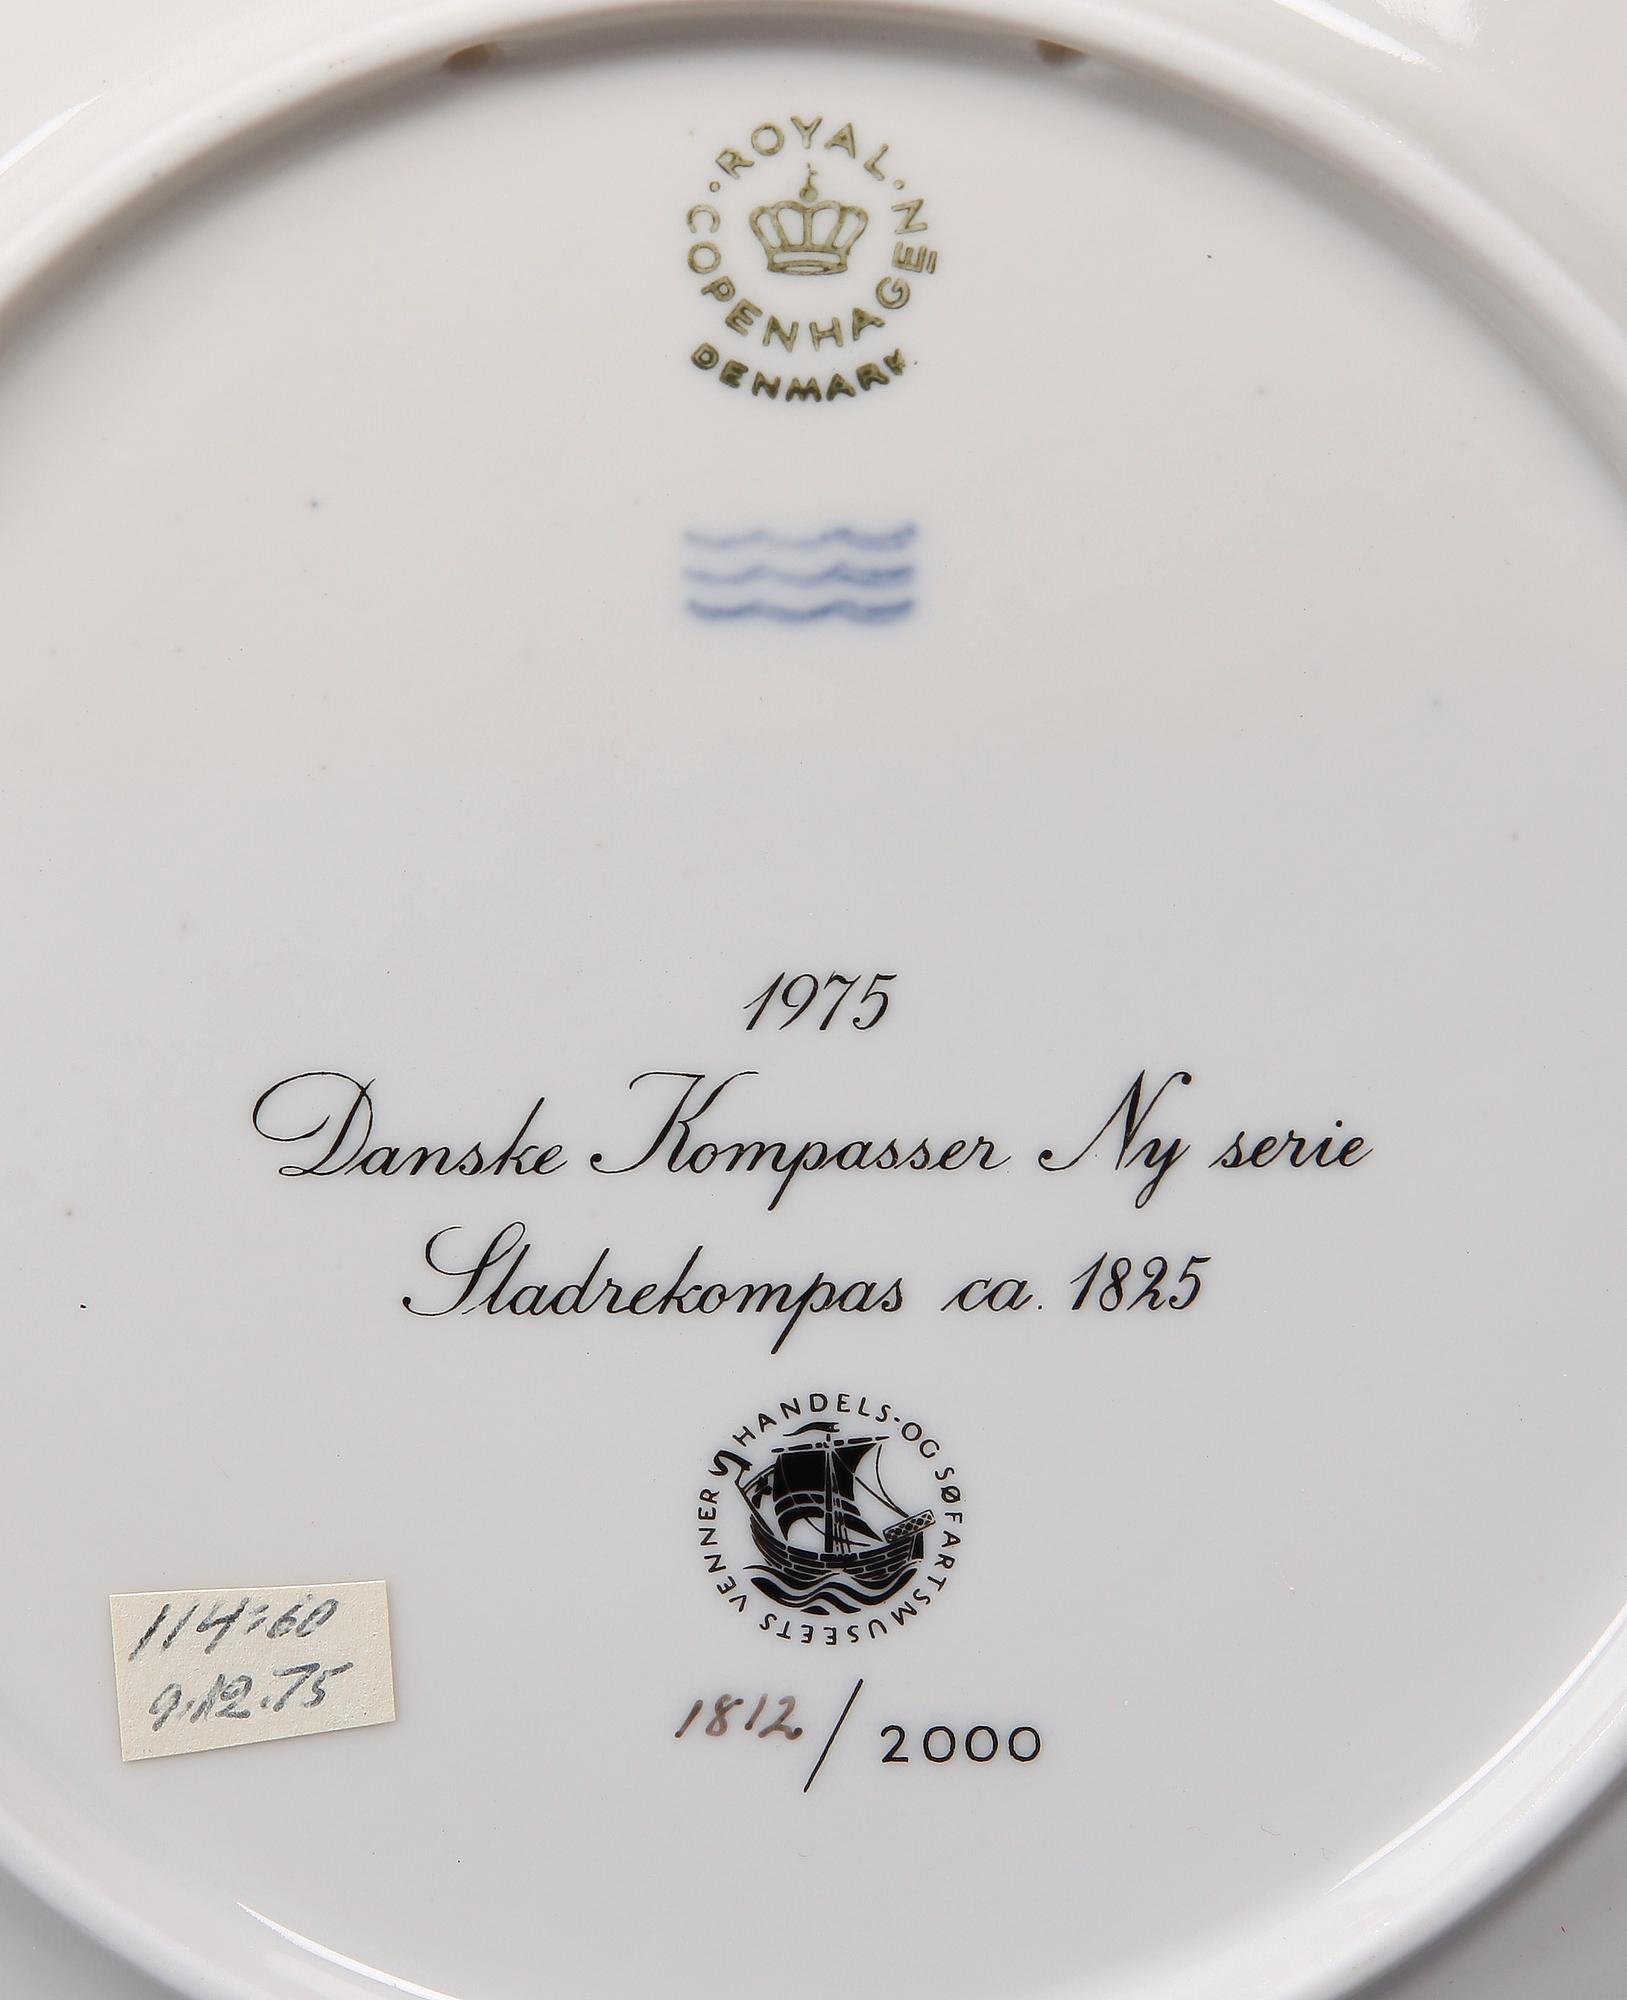 ·ROYAL·
COPENHAGEN
DENMARK
1975
Danske Kompasser Ny serie
Sladrekompas ca. 1825
HANDELS-OG SØFARTSMUSEETS VENNER
114:60
9.12.75
1812/2000